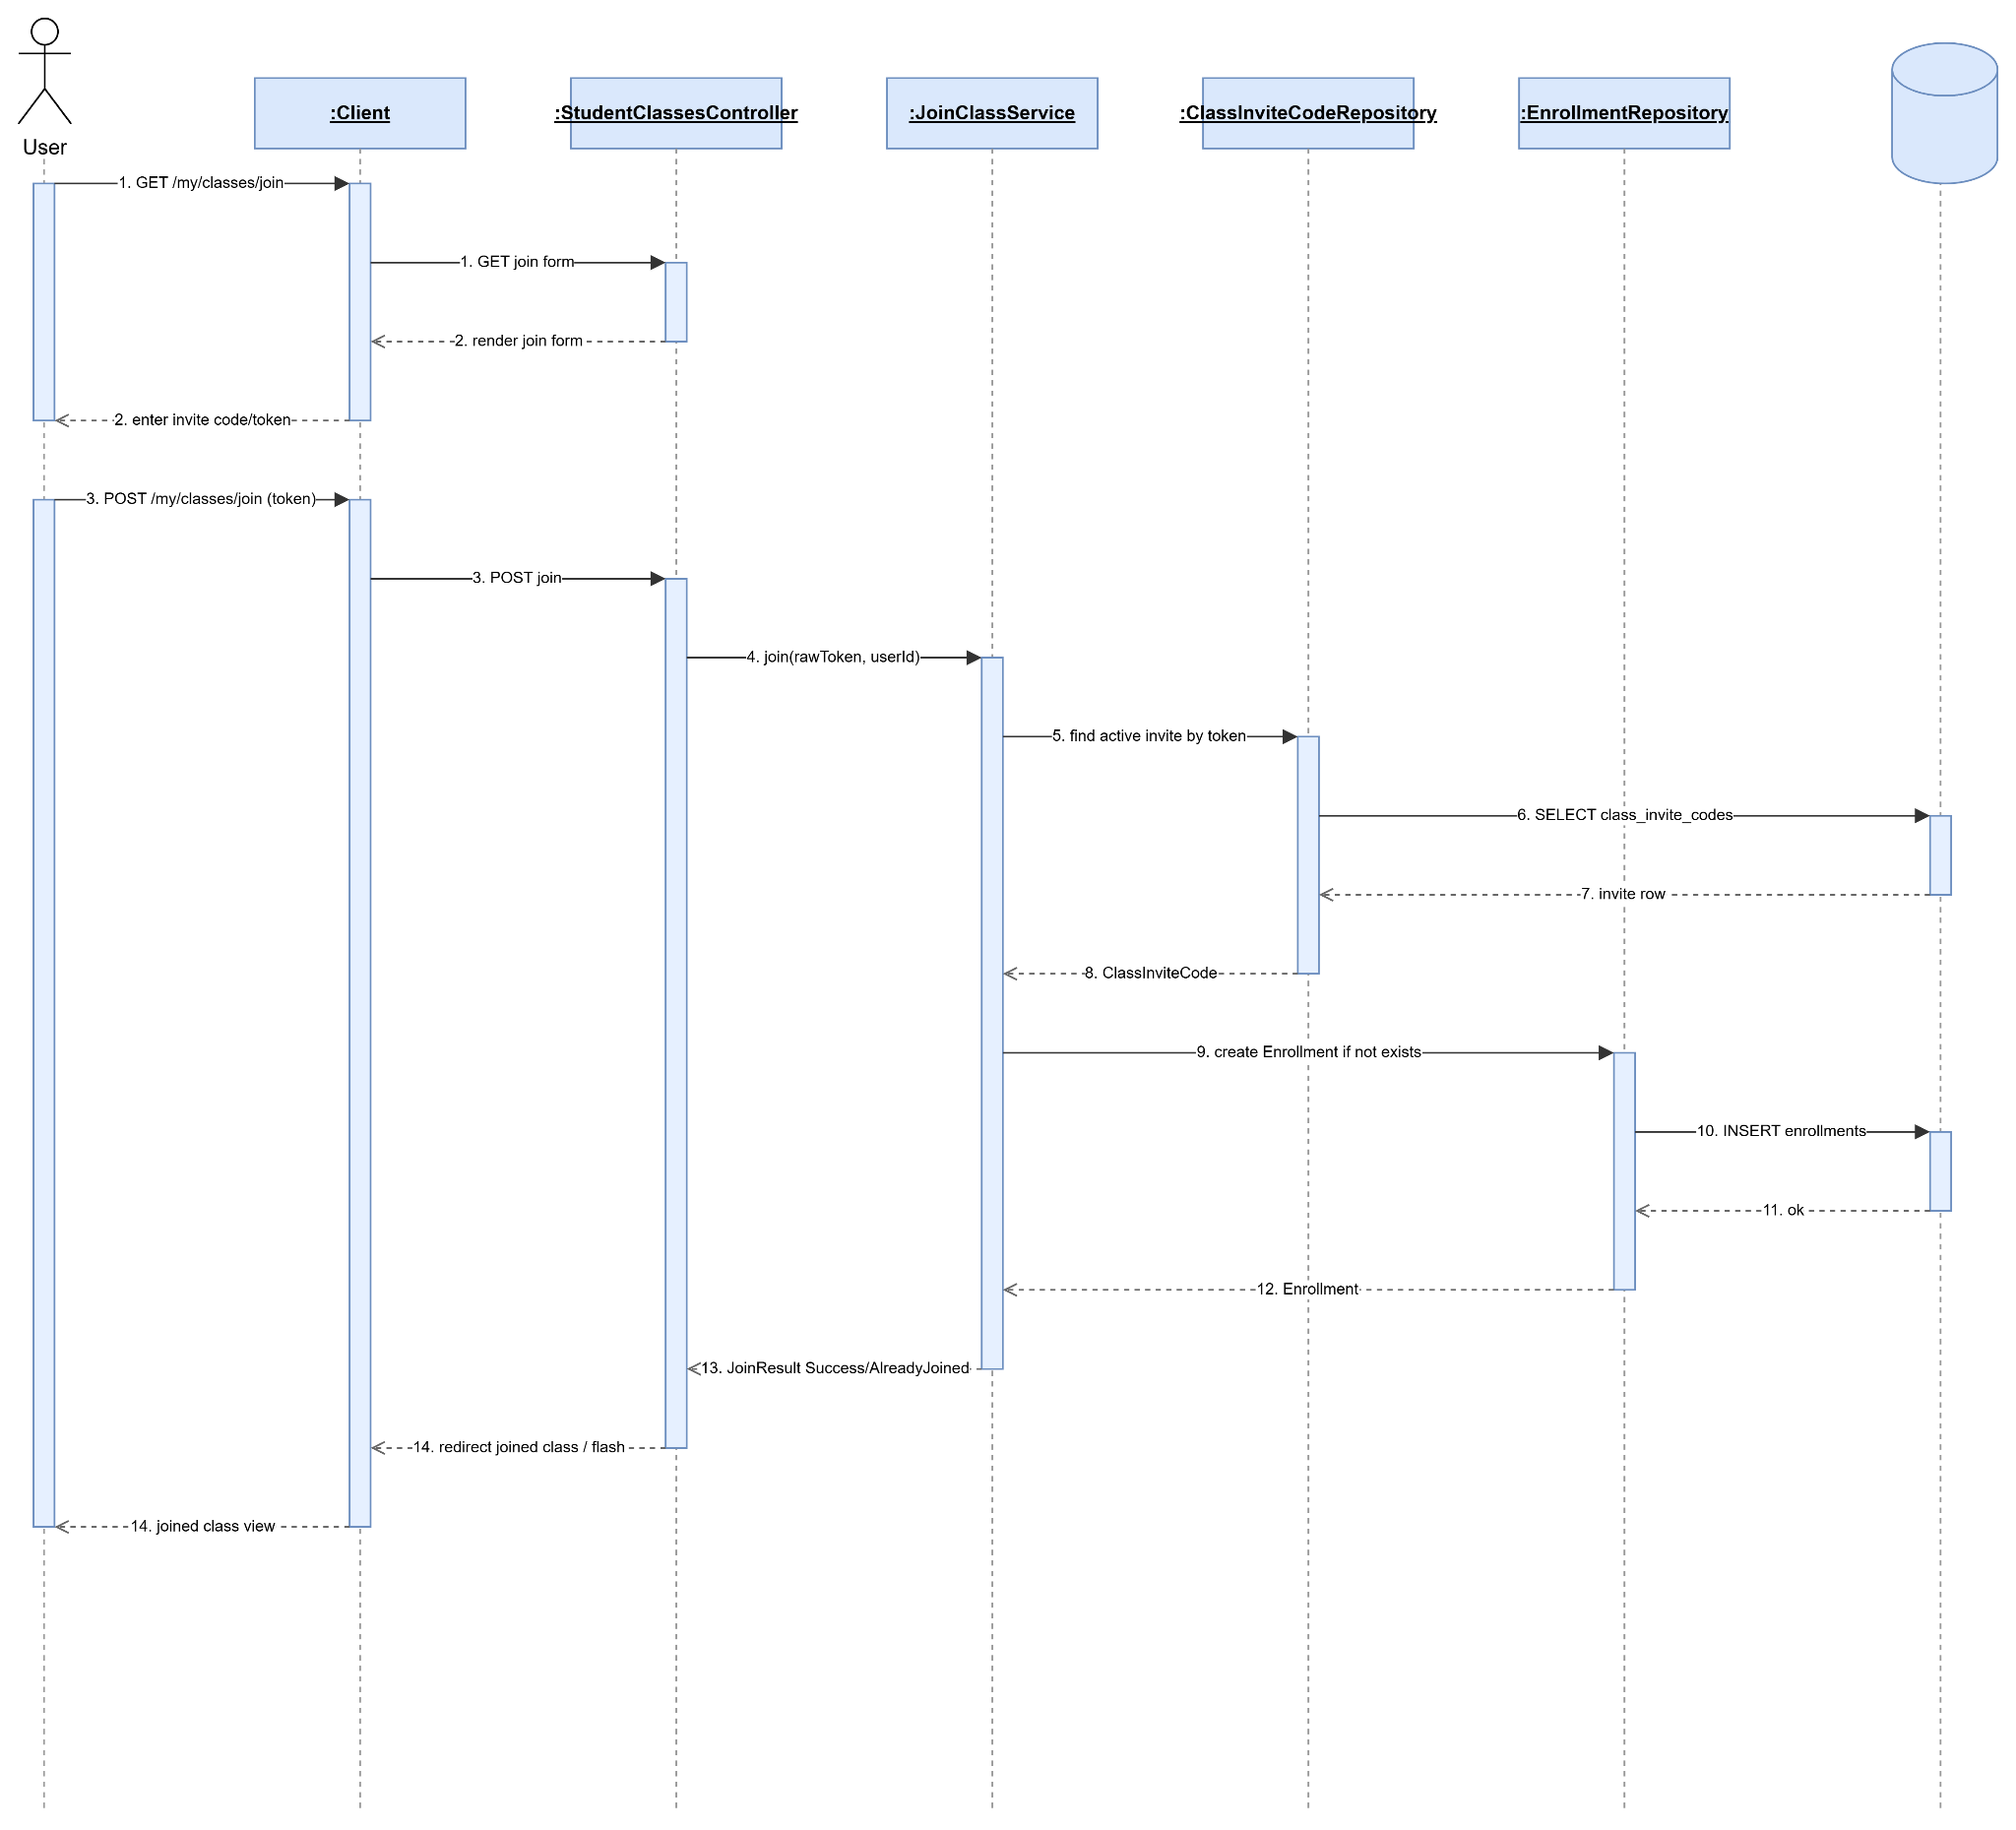 User
:Client
:StudentClassesController
:JoinClassService
:ClassInviteCodeRepository
:EnrollmentRepository
1. GET /my/classes/join
1. GET join form
2. render join form
2. enter invite code/token
3. POST /my/classes/join (token)
3. POST join
4. join(rawToken, userId)
5. find active invite by token
6. SELECT class_invite_codes
7. invite row
8. ClassInviteCode
9. create Enrollment if not exists
10. INSERT enrollments
11. ok
12. Enrollment
13. JoinResult Success/AlreadyJoined
14. redirect joined class / flash
14. joined class view